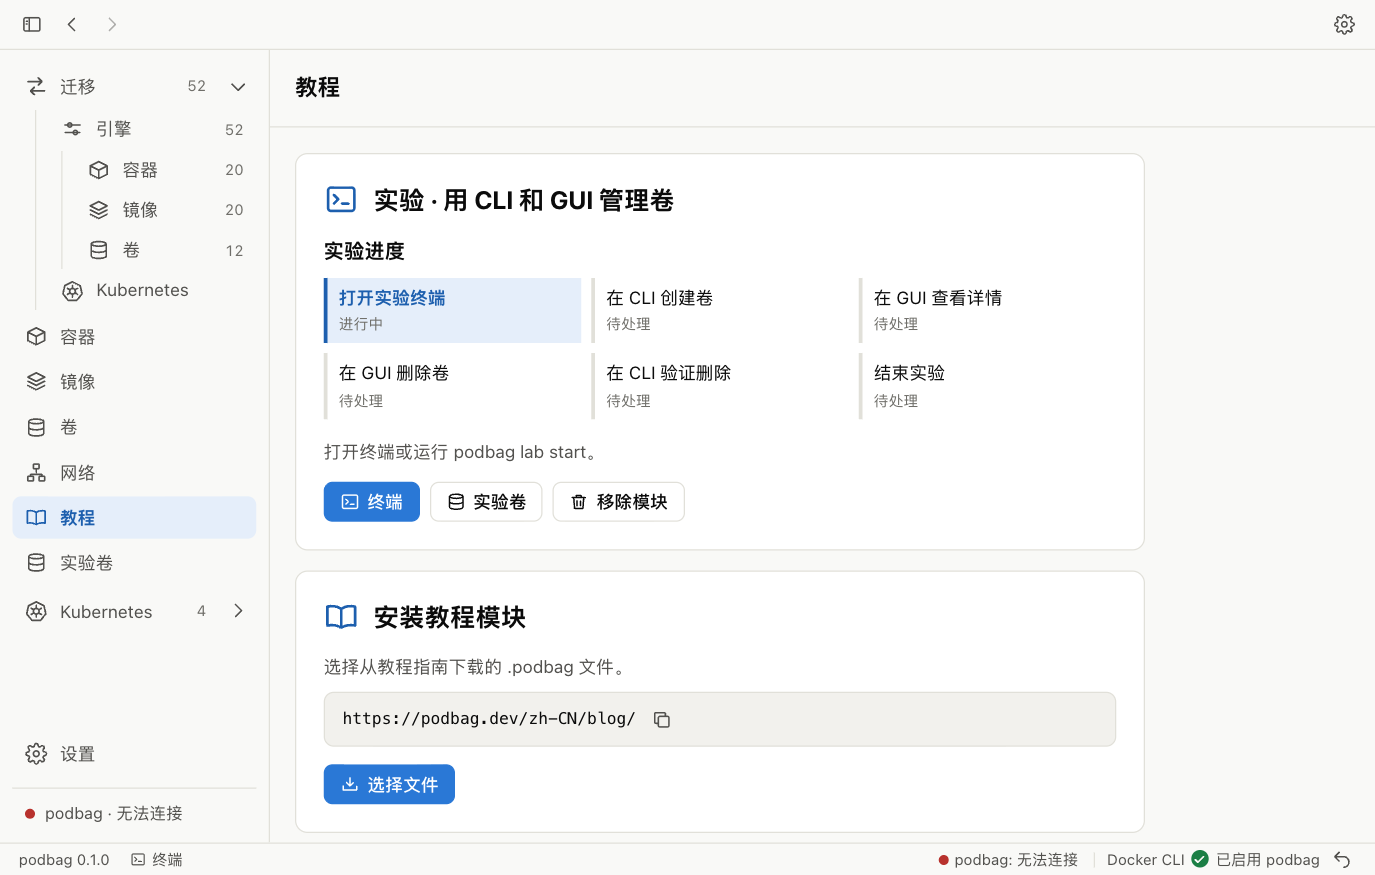 迁移 52
引擎 52
容器 20
镜像 20
卷 12
Kubernetes
容器
镜像
卷
网络
教程
实验卷
Kubernetes 4
设置
podbag · 无法连接
教程
实验 · 用 CLI 和 GUI 管理卷
实验进度
打开实验终端
进行中
在 CLI 创建卷
待处理
在 GUI 查看详情
待处理
在 GUI 删除卷
待处理
在 CLI 验证删除
待处理
结束实验
待处理
打开终端或运行 podbag lab start。
终端 实验卷 移除模块
安装教程模块
选择从教程指南下载的 .podbag 文件。
https://podbag.dev/zh-CN/blog/
选择文件
podbag 0.1.0 终端 podbag: 无法连接 Docker CLI 已启用 podbag